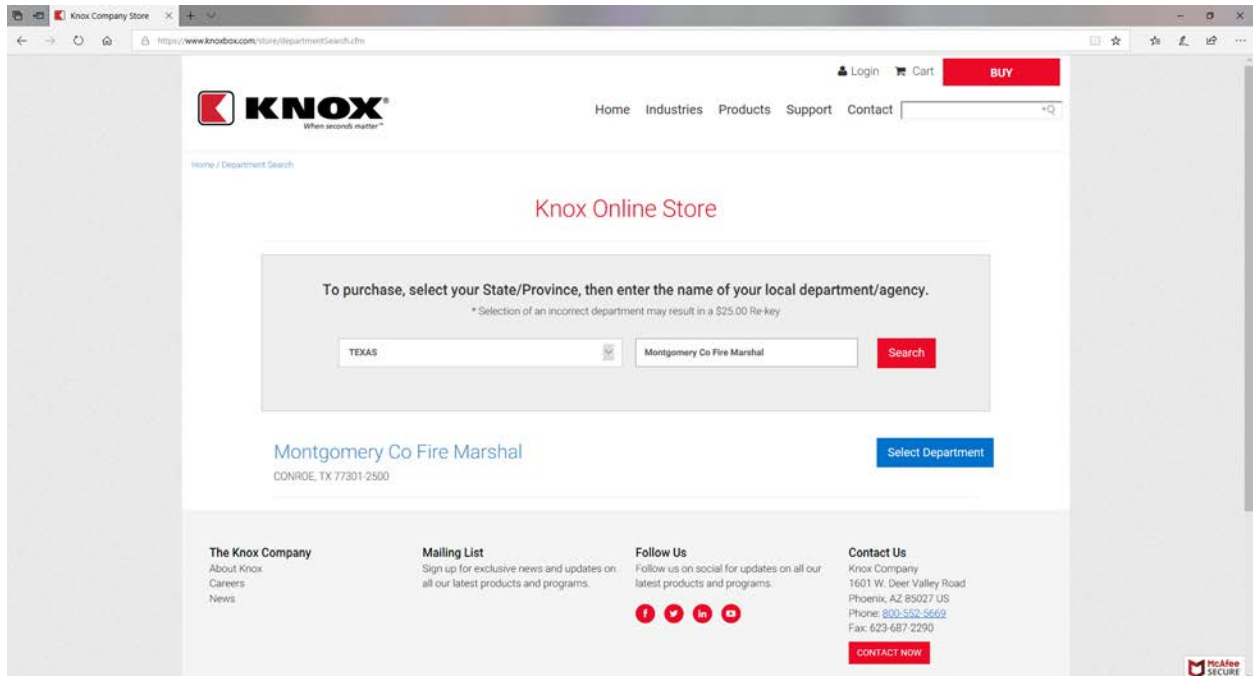 Knox Company Store
https://www.knoxbox.com/store/departmentSearch.cfm
Login Cart BUY
KNOX®
When seconds matter™
Home Industries Products Support Contact
Home / Department Search
Knox Online Store
To purchase, select your State/Province, then enter the name of your local department/agency.
* Selection of an incorrect department may result in a $25.00 Re-key
TEXAS Montgomery Co Fire Marshal Search
Montgomery Co Fire Marshal Select Department
CONROE, TX 77301-2500
The Knox Company
About Knox
Careers
News
Mailing List
Sign up for exclusive news and updates on
all our latest products and programs.
Follow Us
Follow us on social for updates on all our
latest products and programs.
Contact Us
Knox Company
1601 W. Deer Valley Road
Phoenix, AZ 85027 US
Phone: 800-552-5669
Fax: 623-687-2290
CONTACT NOW
McAfee
SECURE